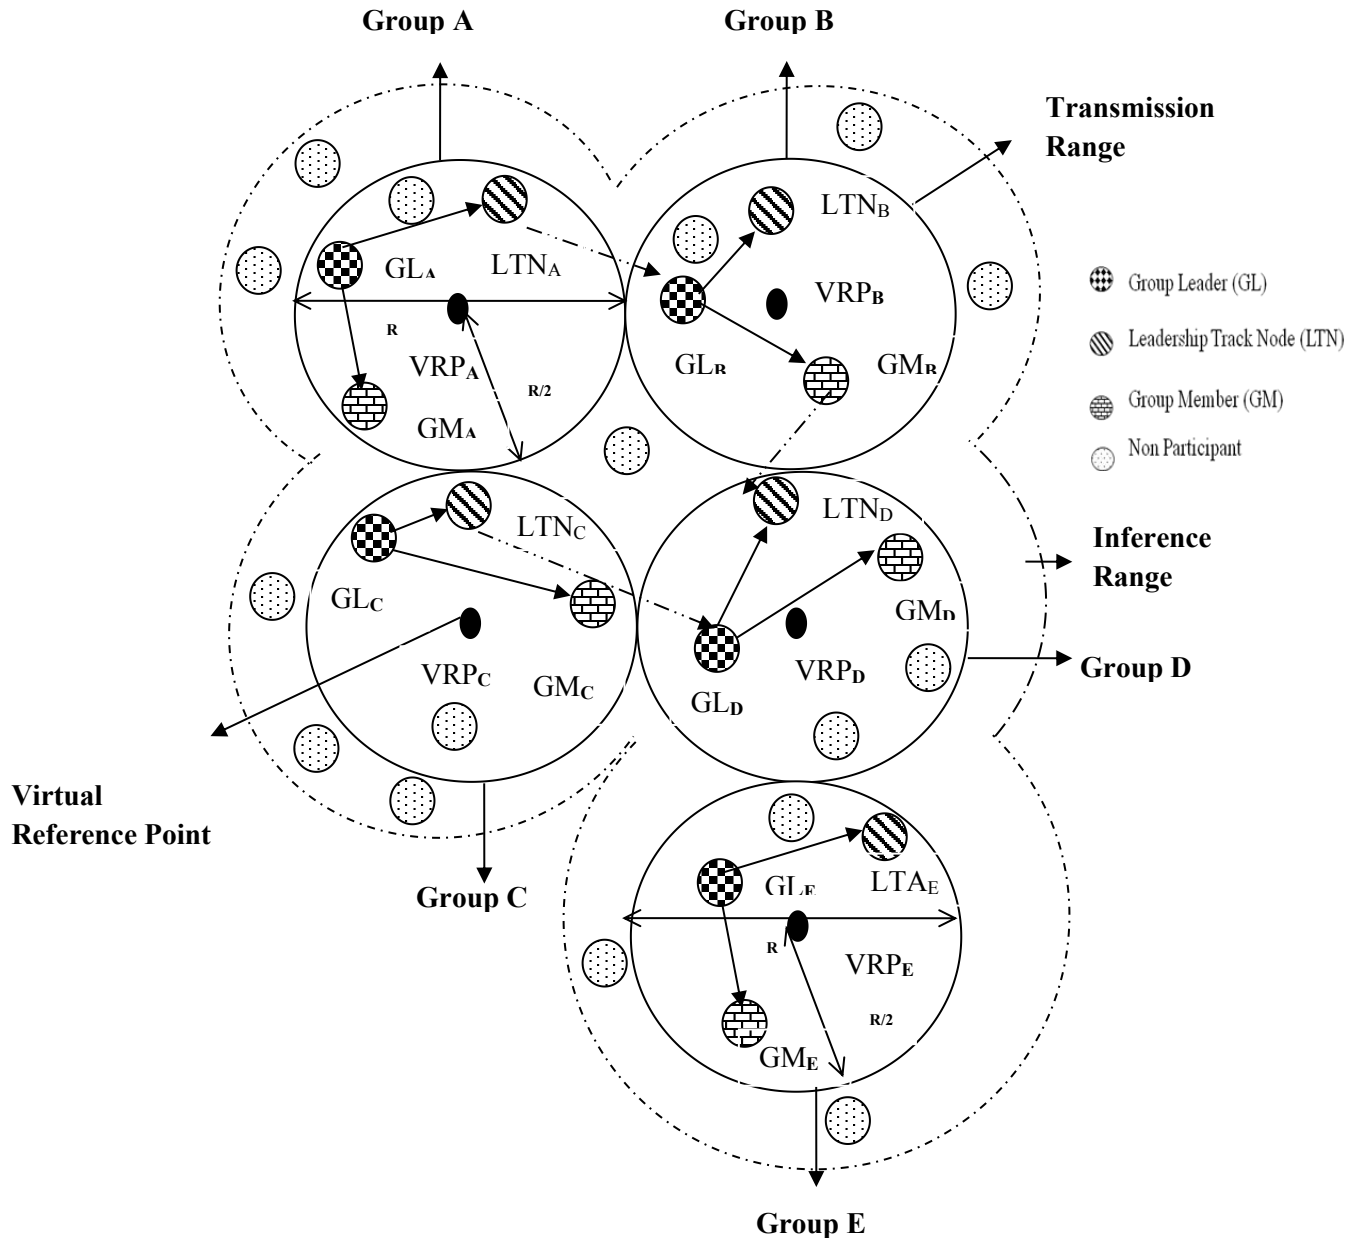 Group A
Group B
Transmission
Range
LTNB
GLA
LTNA
VRPB
Group Leader (GL)
R
VRPA
R/2
GLB
GMB
Leadership Track Node (LTN)
GMA
Group Member (GM)
Non Participant
LTNC
LTND
Inference
Range
GLC
GMD
VRPC
GMC
VRPD
Group D
GLD
Virtual
Reference Point
Group C
GLE
LTAE
R
VRPE
R/2
GME
Group E